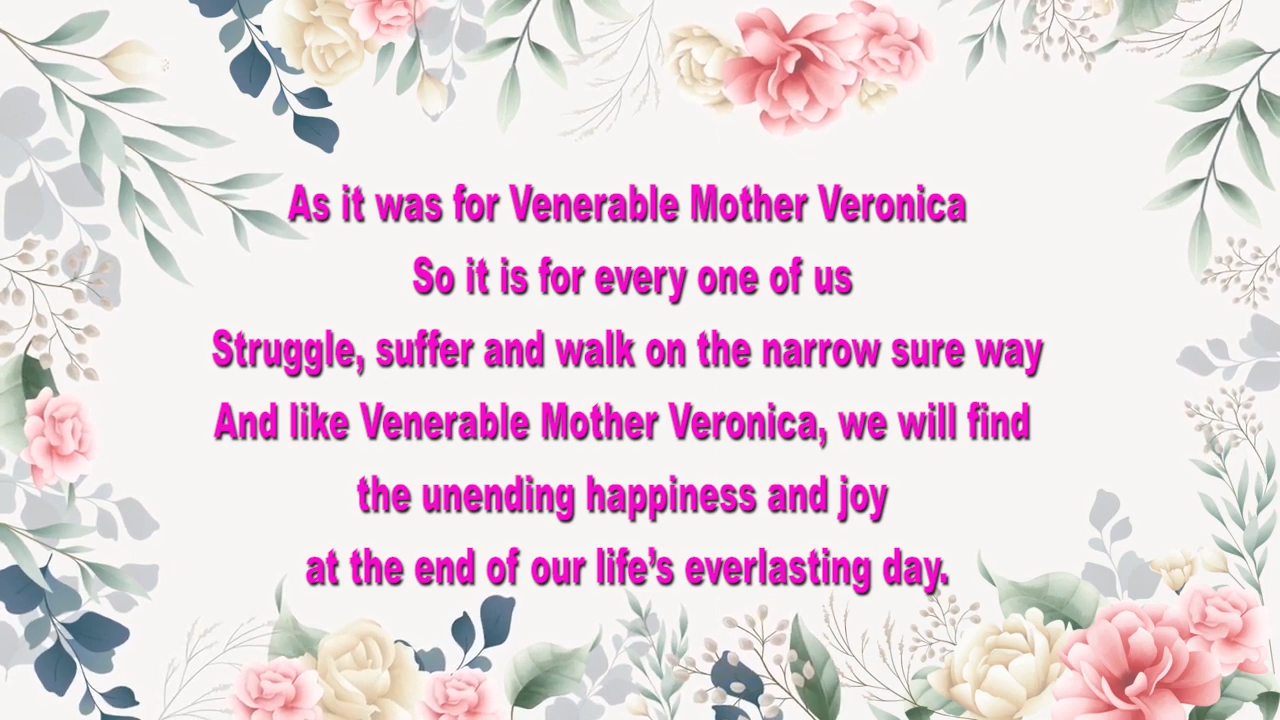 As it was for Venerable Mother Veronica
So it is for every one of us
Struggle, suffer and walk on the narrow sure way
And like Venerable Mother Veronica, we will find
the unending happiness and joy
at the end of our life’s everlasting day.